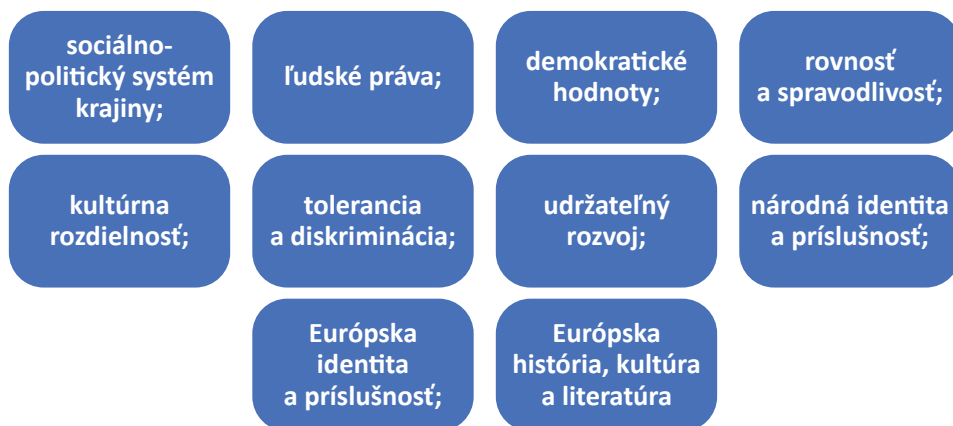 sociálno-
politický systém
krajiny;
ľudské práva;
demokratické
hodnoty;
rovnosť
a spravodlivosť;
kultúrna
rozdielnosť;
tolerancia
a diskriminácia;
udržateľný
rozvoj;
národná identita
a príslušnosť;
Európska
identita
a príslušnosť;
Európska
história, kultúra
a literatúra